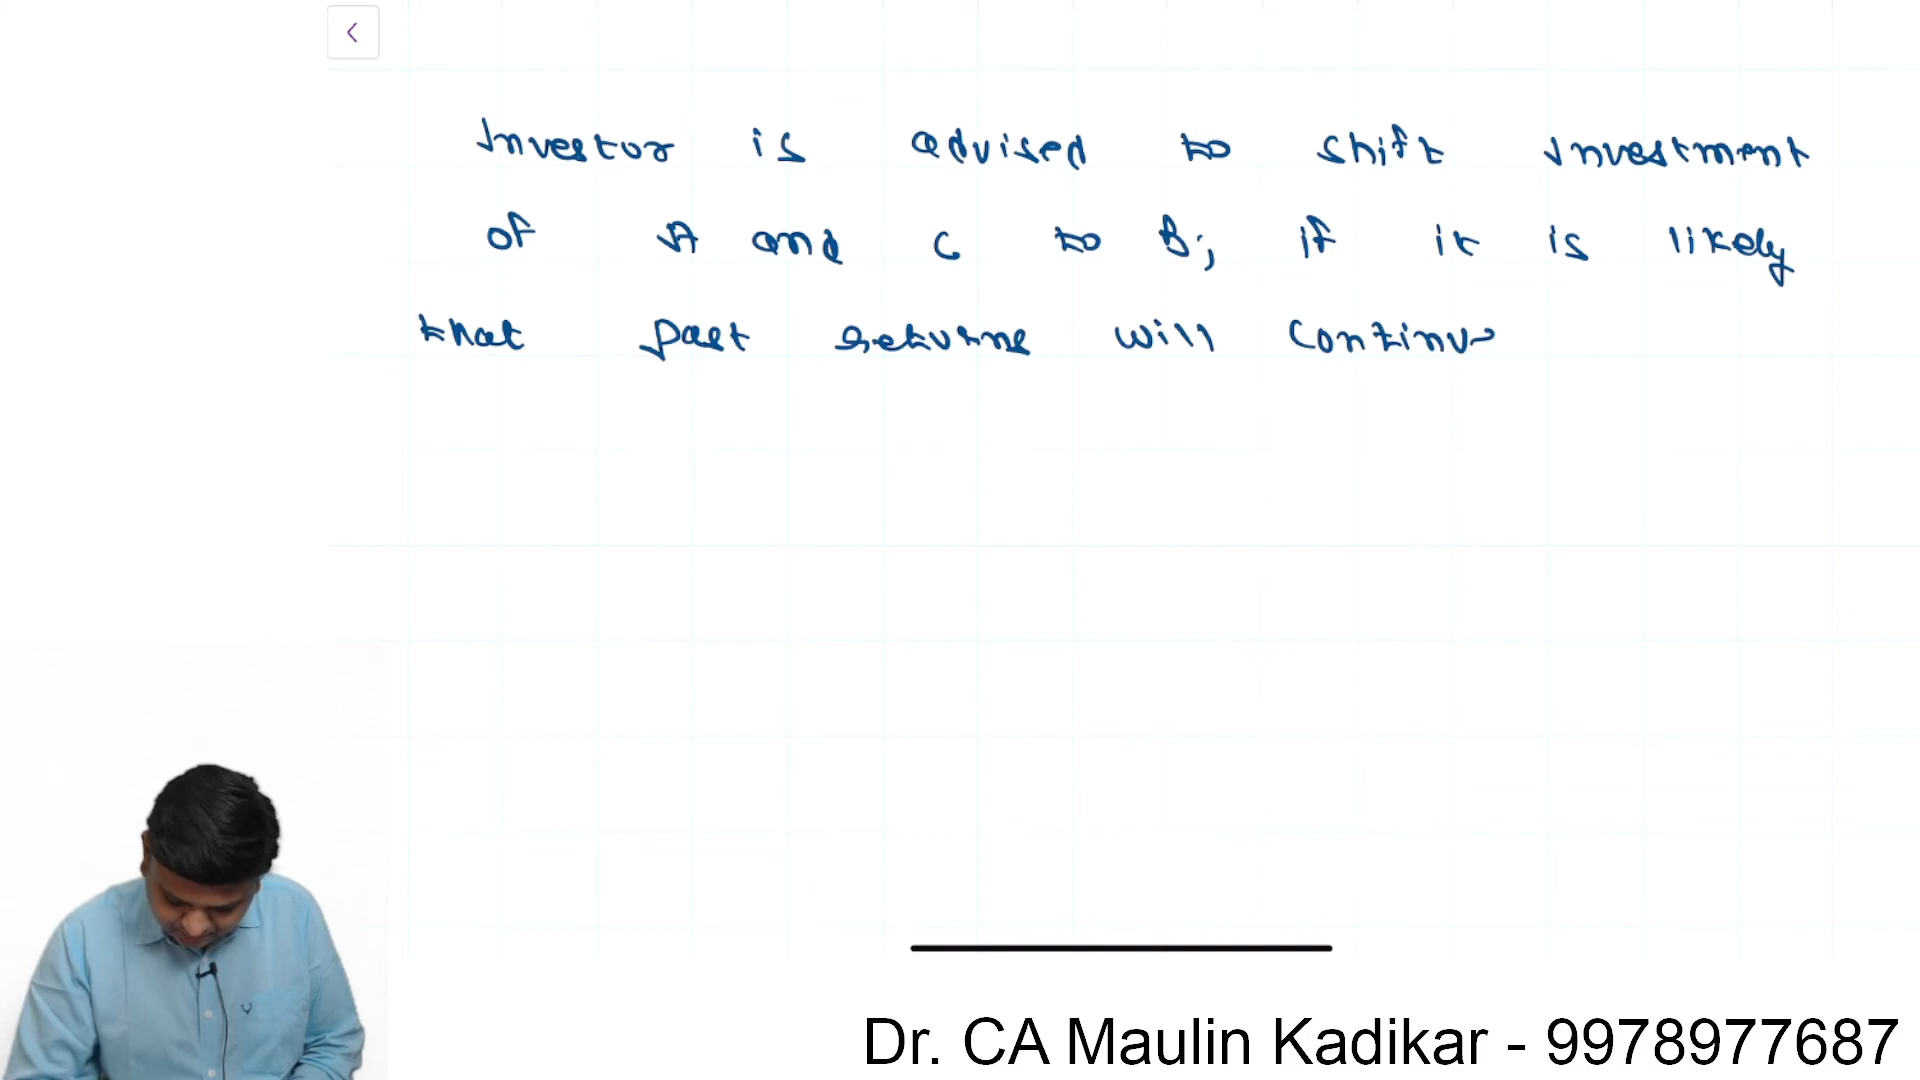 Investor is advised to shift investment
of A and C to B; if it is likely
that past returns will continue
Dr. CA Maulin Kadikar - 9978977687